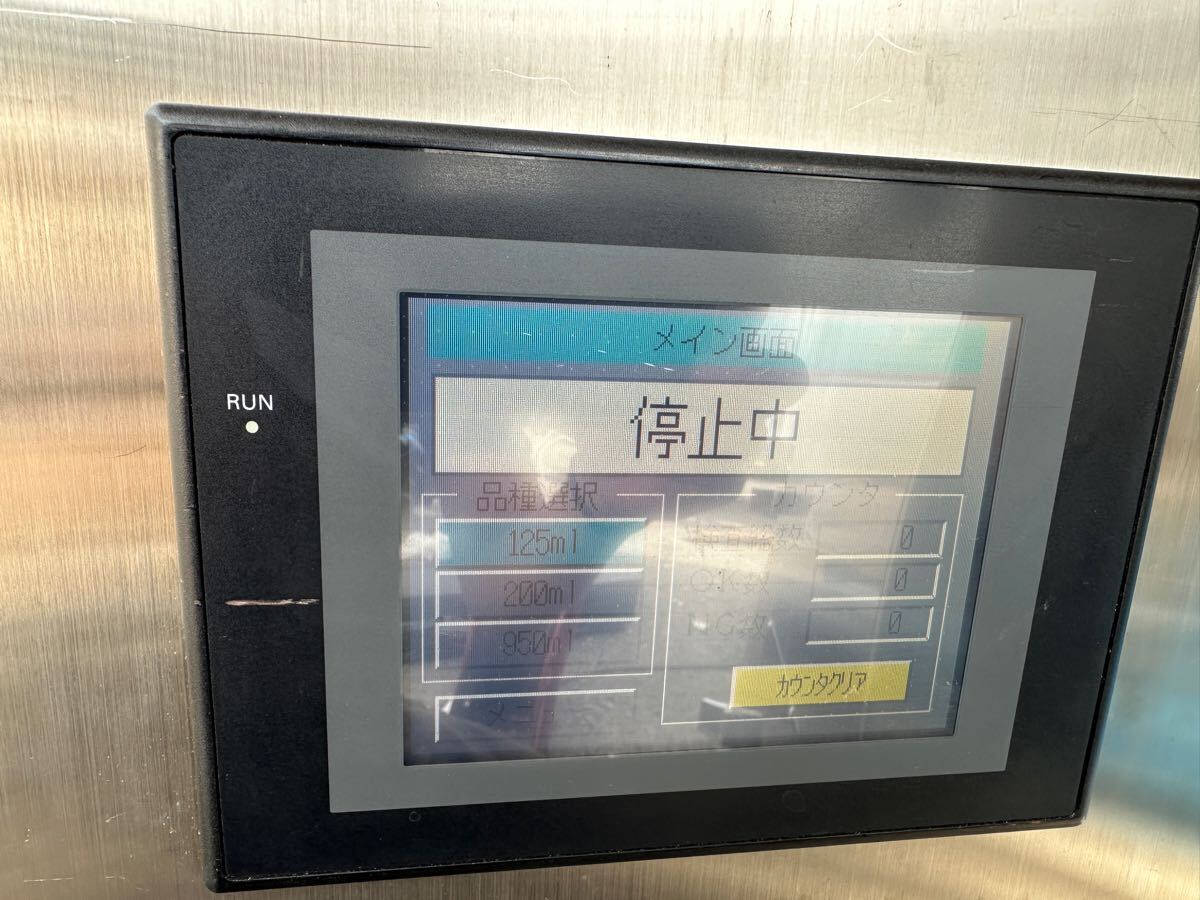 RUN
メイン画面
停止中
品種選択
125ml
200ml
950ml
メニュー
カウンタ
検査総数 0
OK数 0
NG数 0
カウンタクリア